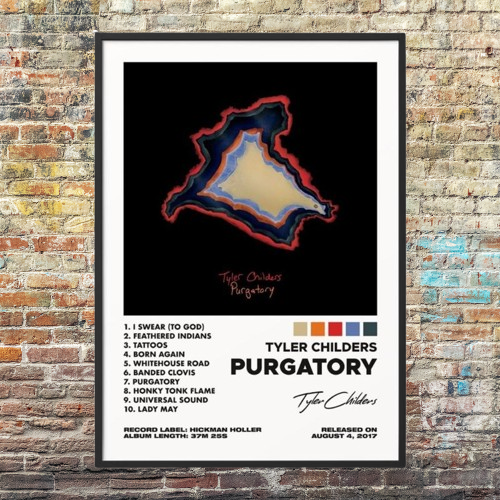 Tyler Childers
Purgatory
1. I SWEAR (TO GOD)
2. FEATHERED INDIANS
3. TATTOOS
4. BORN AGAIN
5. WHITEHOUSE ROAD
6. BANDED CLOVIS
7. PURGATORY
8. HONKY TONK FLAME
9. UNIVERSAL SOUND
10. LADY MAY
TYLER CHILDERS
PURGATORY
Tyler Childers
RECORD LABEL: HICKMAN HOLLER
ALBUM LENGTH: 37M 25S
RELEASED ON
AUGUST 4, 2017